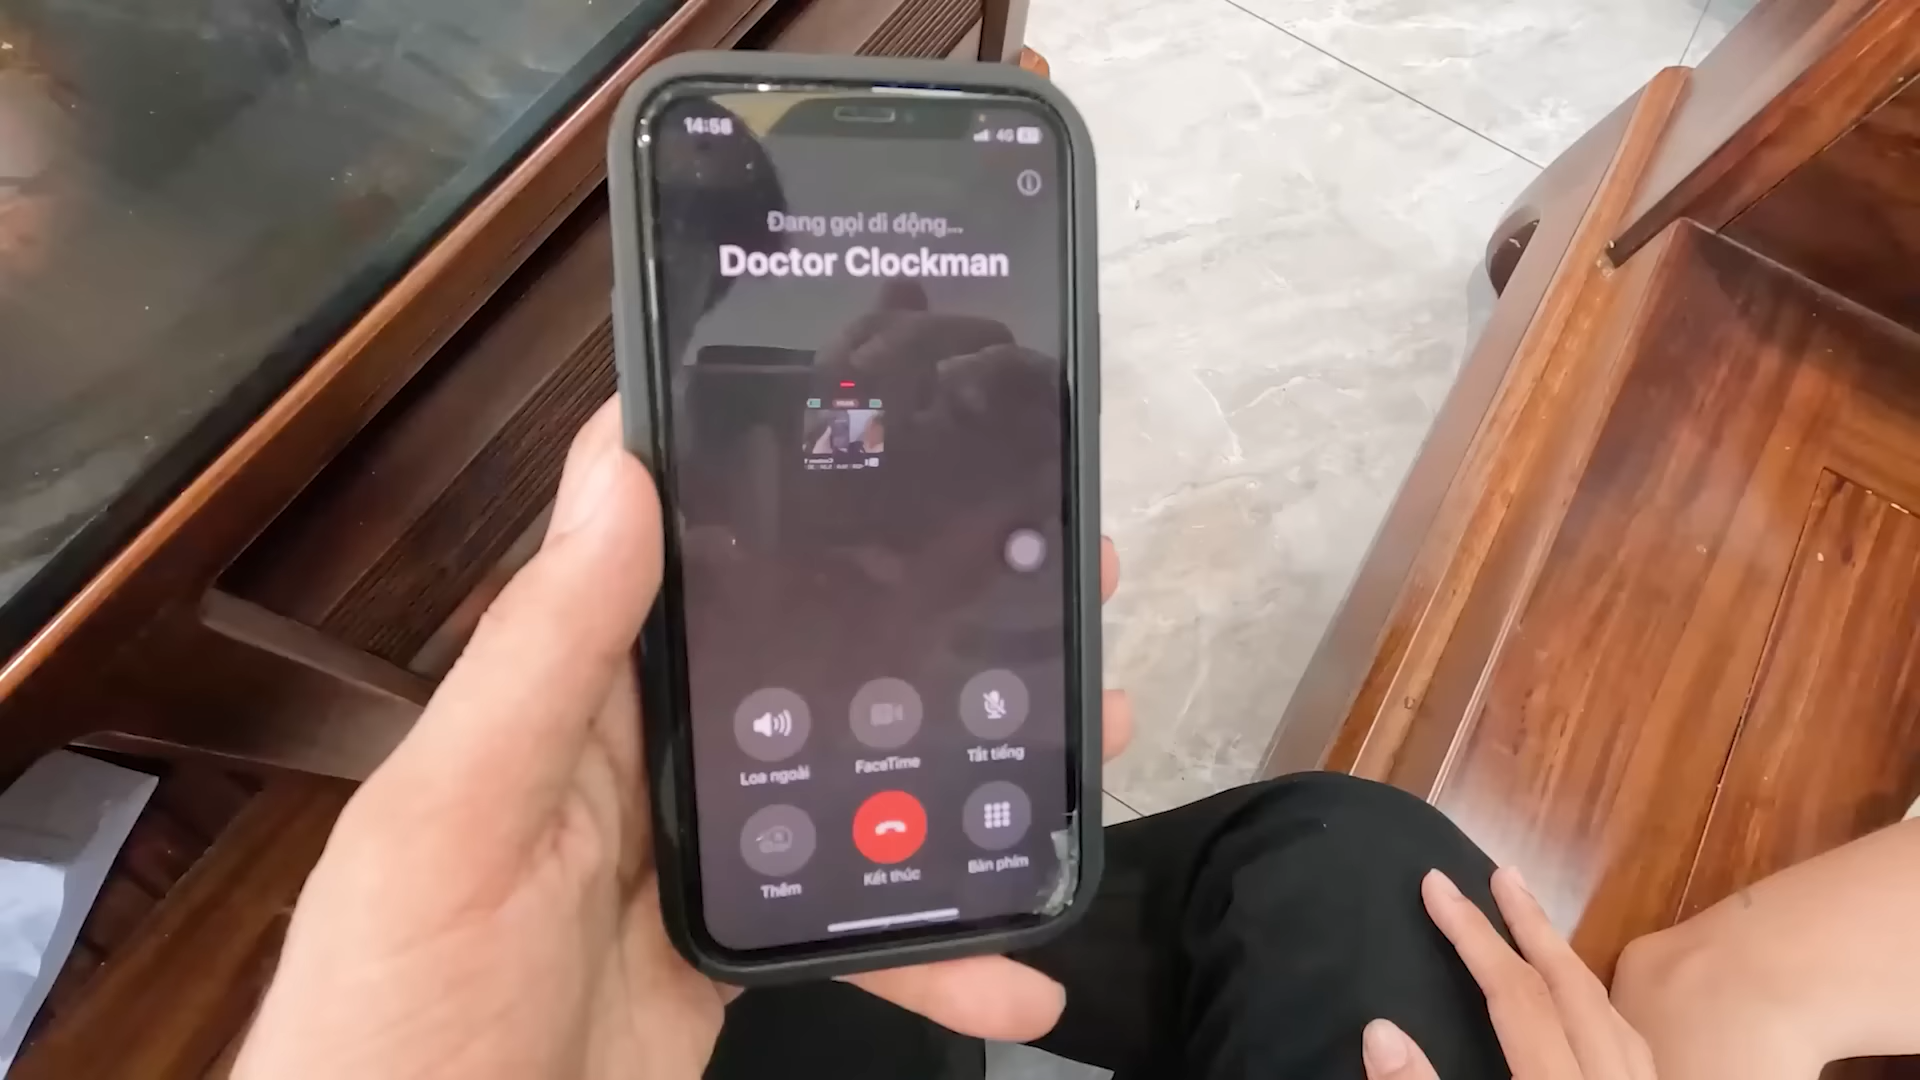 14:58
4G
Đang gọi di động...
Doctor Clockman
Loa ngoài
FaceTime
Tắt tiếng
Thêm
Kết thúc
Bàn phím